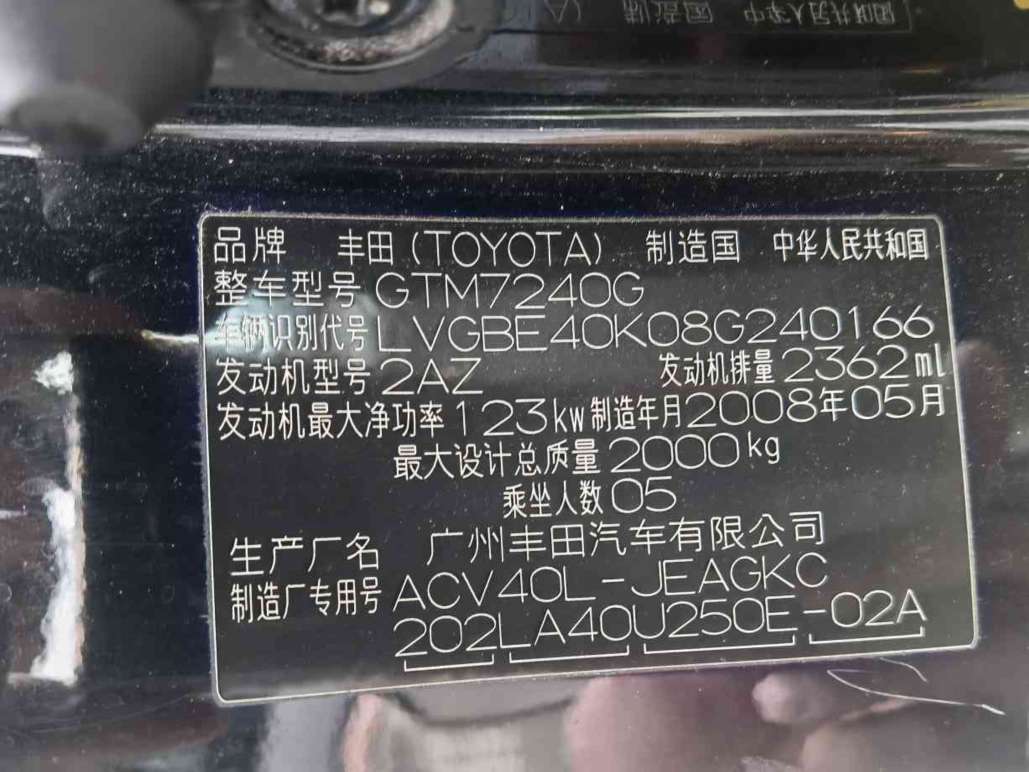 品牌 丰田(TOYOTA) 制造国 中华人民共和国
整车型号 GTM7240G
车辆识别代号 LVGBE40K08G240166
发动机型号 2AZ 发动机排量 2362ml
发动机最大净功率 123kw 制造年月 2008年05月
最大设计总质量 2000kg
乘坐人数 05
生产厂名 广州丰田汽车有限公司
制造厂专用号 ACV40L-JEAGKC
202LA40U250E-02A